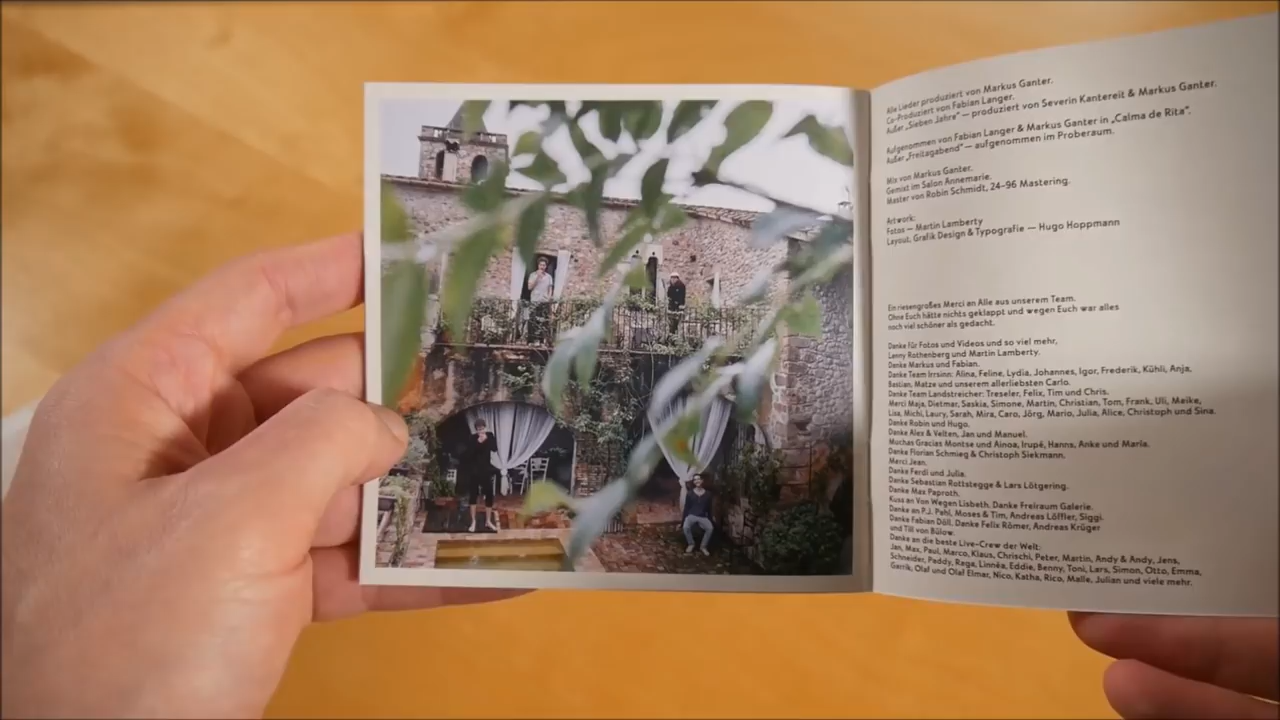 Alle Lieder produziert von Markus Ganter.
Co-Produziert von Fabian Langer.
Außer „Sieben Jahre“ — produziert von Severin Kantereit & Markus Ganter.
Aufgenommen von Fabian Langer & Markus Ganter in „Calma de Rita“.
Außer „Freitagabend“ — aufgenommen im Proberaum.
Mix von Markus Ganter.
Gemist im Salon Annemarie.
Master von Robin Schmidt, 24–96 Mastering.
Artwork:
Fotos — Martin Lamberty
Layout, Grafik Design & Typografie — Hugo Hoppmann
Ein riesengroßes Merci an Alle aus unserem Team.
Ohne Euch hätte nichts geklappt und wegen Euch war alles
noch viel schöner als gedacht.
Danke für Fotos und Videos und so viel mehr,
Lenny Rothenberg und Martin Lamberty.
Danke Markus und Fabian.
Danke Team Irrsinn: Alina, Feline, Lydia, Johannes, Igor, Frederik, Kühli, Anja,
Bastian, Matze und unserem allerliebsten Carlo.
Danke Team Landstreicher: Treseler, Felix, Tim und Chris.
Merci Maja, Dietmar, Saskia, Simone, Martin, Christian, Tom, Frank, Uli, Meike,
Lisa, Michi, Laury, Sarah, Mira, Caro, Jörg, Mario, Julia, Alice, Christoph und Sina.
Danke Robin und Hugo.
Danke Alex & Velten, Jan und Manuel.
Muchas Gracias Montse und Ainoa, Irupé, Hanns, Anke und Maria.
Danke Florian Schmieg & Christoph Siekmann.
Merci Jean.
Danke Ferdi und Julia.
Danke Sebastian Rottstegge & Lars Lötgering.
Danke Max Paproth.
Kuss an Von Wegen Lisbeth. Danke Freiraum Galerie.
Danke an P.J. Pahl, Moses & Tim, Andreas Löffler, Siggi.
Danke Fabian Döll, Danke Felix Römer, Andreas Krüger
und Till von Bülow.
Danke an die beste Live-Crew der Welt:
Jan, Max, Paul, Marco, Klaus, Chrischi, Peter, Martin, Andy & Andy, Jens,
Schneider, Paddy, Raga, Linnéa, Eddie, Benny, Toni, Lars, Simon, Otto, Emma,
Gerrik, Olaf und Olaf Elmar, Nico, Katha, Rico, Malle, Julian und viele mehr.